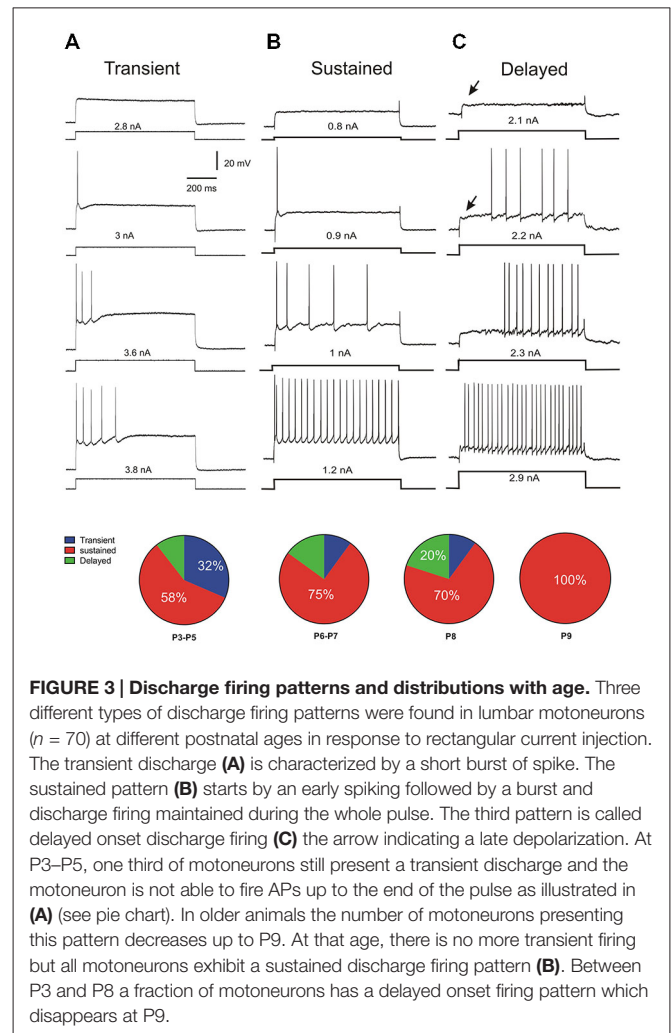 A B C
Transient Sustained Delayed
2.8 nA 0.8 nA 2.1 nA
20 mV
200 ms
3 nA 0.9 nA 2.2 nA
3.6 nA 1 nA 2.3 nA
3.8 nA 1.2 nA 2.9 nA
Transient
sustained
Delayed
32% 58% 75% 20% 70% 100%
P3-P5 P6-P7 P8 P9
FIGURE 3 | Discharge firing patterns and distributions with age. Three
different types of discharge firing patterns were found in lumbar motoneurons
(n = 70) at different postnatal ages in response to rectangular current injection.
The transient discharge (A) is characterized by a short burst of spike. The
sustained pattern (B) starts by an early spiking followed by a burst and
discharge firing maintained during the whole pulse. The third pattern is called
delayed onset discharge firing (C) the arrow indicating a late depolarization. At
P3–P5, one third of motoneurons still present a transient discharge and the
motoneuron is not able to fire APs up to the end of the pulse as illustrated in
(A) (see pie chart). In older animals the number of motoneurons presenting
this pattern decreases up to P9. At that age, there is no more transient firing
but all motoneurons exhibit a sustained discharge firing pattern (B). Between
P3 and P8 a fraction of motoneurons has a delayed onset firing pattern which
disappears at P9.